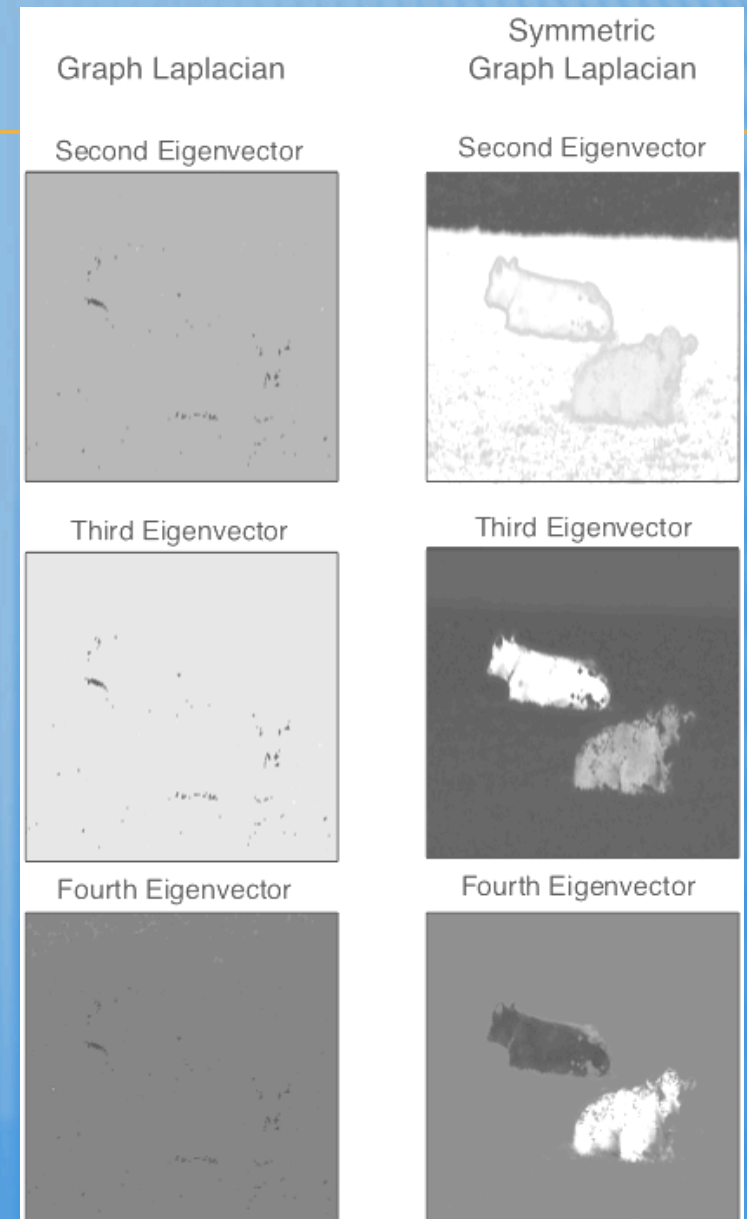 Graph Laplacian
Symmetric
Graph Laplacian
Second Eigenvector
Second Eigenvector
Third Eigenvector
Third Eigenvector
Fourth Eigenvector
Fourth Eigenvector